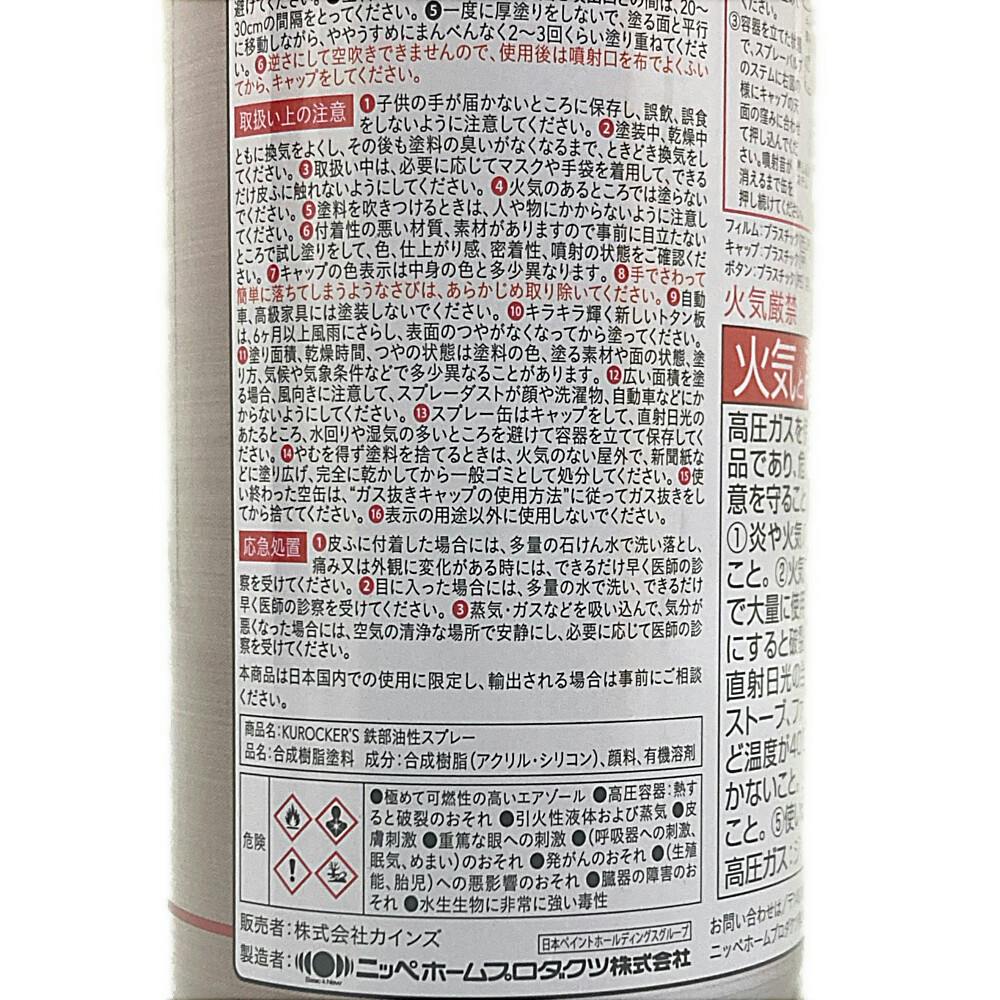 避けてください。
30cmの間隔をとってください。❺一度に厚塗りをしないで、塗る面と平行
に移動しながら、ややうすめにまんべんなく2〜3回くらい塗り重ねてくださ
い。❻逆さにして空吹きできませんので、使用後は噴射口を布でよくふい
てから、キャップをしてください。
取扱い上の注意
❶子供の手が届かないところに保存し、誤飲、誤食
をしないように注意してください。❷塗装中、乾燥中
ともに換気をよくし、その後も塗料の臭いがなくなるまで、ときどき換気をし
てください。❸取扱い中は、必要に応じてマスクや手袋を着用して、できる
だけ皮ふに触れないようにしてください。❹火気のあるところでは塗らない
でください。❺塗料を吹きつけるときは、人や物にかからないように注意し
てください。❻付着性の悪い材質、素材がありますので事前に目立たない
ところで試し塗りをして、色、仕上がり感、密着性、噴射の状態をご確認くだ
さい。❼キャップの色表示は中身の色と多少異なります。❽手でさわって
簡単に落ちてしまうようなさびは、あらかじめ取り除いてください。❾自動
車、高級家具には塗装しないでください。❿キラキラ輝く新しいトタン板
は、6ヶ月以上風雨にさらし、表面のつやがなくなってから塗ってください。
⓫塗り面積、乾燥時間、つやの状態は塗料の色、塗る素材や面の状態、塗
り方、気候や気象条件などで多少異なることがあります。⓬広い面積を塗
る場合、風向きに注意して、スプレーダストが顔や洗濯物、自動車などにか
からないようにしてください。⓭スプレー缶はキャップをして、直射日光の
あたるところ、水回りや湿気の多いところを避けて容器を立てて保存してく
ださい。⓮やむを得ず塗料を捨てるときは、火気のない屋外で、新聞紙な
どに塗り広げ、完全に乾かしてから一般ゴミとして処分してください。⓯使
い終わった空缶は、“ガス抜きキャップの使用方法”に従ってガス抜きをし
てから捨ててください。⓰表示の用途以外に使用しないでください。
応急処置
❶皮ふに付着した場合には、多量の石けん水で洗い落とし、
痛み又は外観に変化がある時には、できるだけ早く医師の診
察を受けてください。❷目に入った場合には、多量の水で洗い、できるだけ
早く医師の診察を受けてください。❸蒸気・ガスなどを吸い込んで、気分が
悪くなった場合には、空気の清浄な場所で安静にし、必要に応じて医師の診
察を受けてください。
本商品は日本国内での使用に限定し、輸出される場合は事前にご相談
ください。
商品名:KUROCKER'S 鉄部油性スプレー
品名:合成樹脂塗料 成分:合成樹脂(アクリル・シリコン)、顔料、有機溶剤
危険
●極めて可燃性の高いエアゾール ●高圧容器:熱す
ると破裂のおそれ ●引火性液体および蒸気 ●皮
膚刺激 ●重篤な眼への刺激 ●(呼吸器への刺激、
眠気、めまい)のおそれ ●発がんのおそれ ●(生殖
能、胎児)への悪影響のおそれ ●臓器の障害のお
それ ●水生生物に非常に強い毒性
販売者:株式会社カインズ
日本ペイントホールディングスグループ
製造者:
ニッペホームプロダクツ株式会社
③容器を立てた状
で、スプレーバル
のステムに右図
様にキャップの天
面の窪みに合わせ
て押し込んでくだ
さい。噴射音が
消えるまで缶を
押し続けてください
フィルム:プラスチック
キャップ:プラスチック
ボタン:プラスチック
火気厳禁
火気と
高圧ガスを
品であり、危
意を守ること
①炎や火気
こと。②火気
で大量に使用
にすると破裂
直射日光の当
ストーブ、ファ
ど温度が40
かないこと。
こと。⑤使い
高圧ガス:
お問い合わせは
ニッペホームプロダク